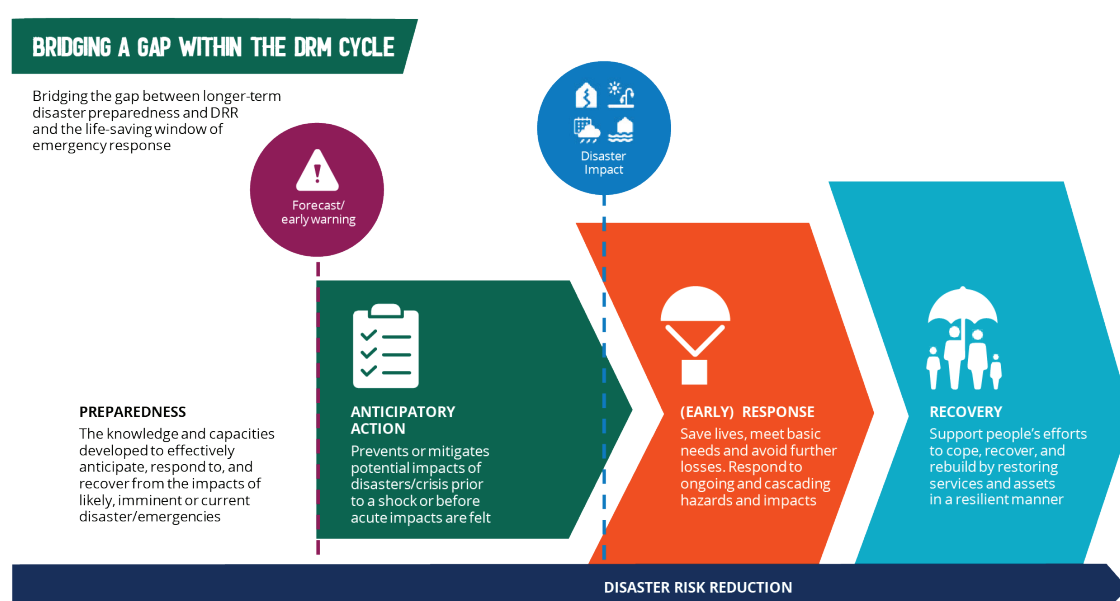 BRIDGING A GAP WITHIN THE DRM CYCLE
Bridging the gap between longer-term
disaster preparedness and DRR
and the life-saving window of
emergency response
Forecast/
early warning
Disaster
Impact
PREPAREDNESS
The knowledge and capacities
developed to effectively
anticipate, respond to, and
recover from the impacts of
likely, imminent or current
disaster/emergencies
ANTICIPATORY
ACTION
Prevents or mitigates
potential impacts of
disasters/crisis prior
to a shock or before
acute impacts are felt
(EARLY) RESPONSE
Save lives, meet basic
needs and avoid further
losses. Respond to
ongoing and cascading
hazards and impacts
RECOVERY
Support people's efforts
to cope, recover, and
rebuild by restoring
services and assets
in a resilient manner
DISASTER RISK REDUCTION